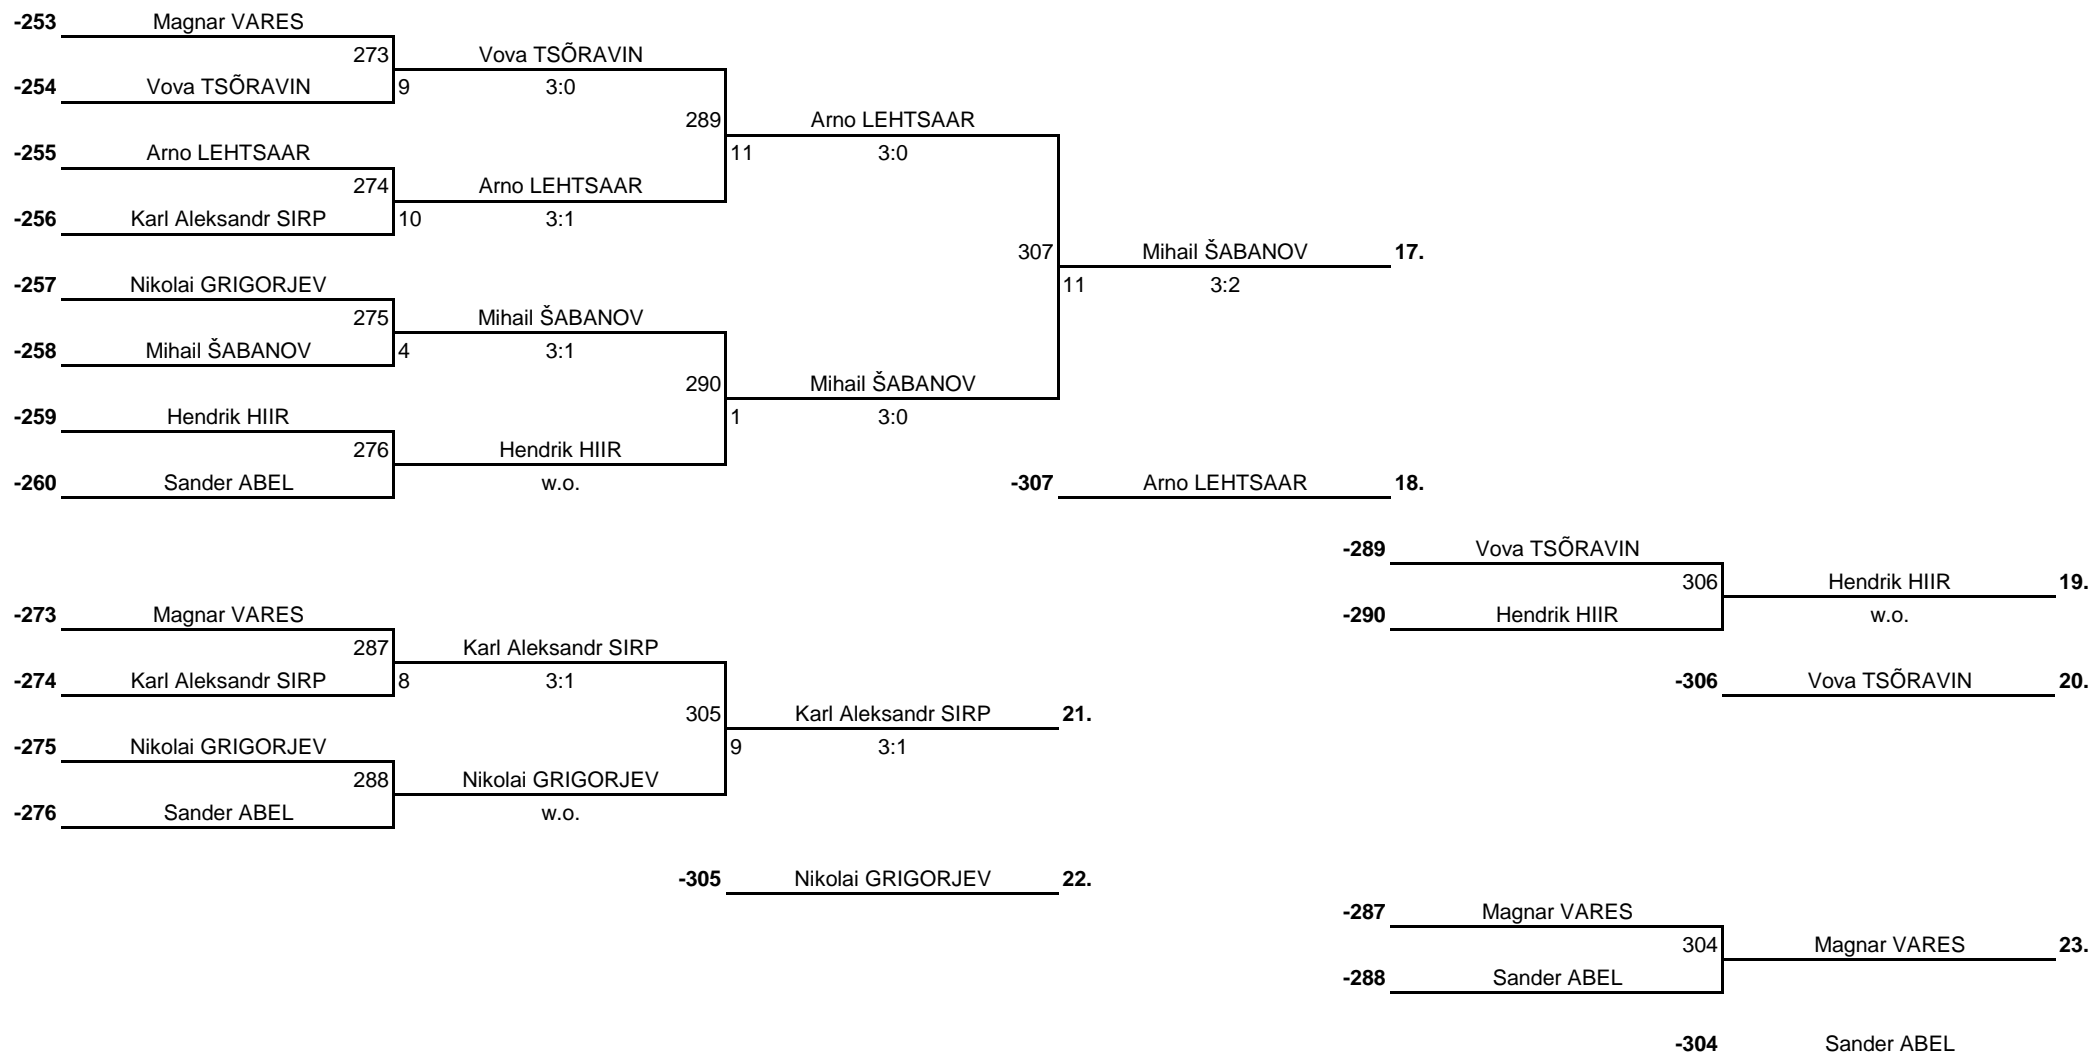 -253 Magnar VARES
273 Vova TSÕRAVIN
-254 Vova TSÕRAVIN 9 3:0
289 Arno LEHTSAAR
-255 Arno LEHTSAAR 11 3:0
274 Arno LEHTSAAR
-256 Karl Aleksandr SIRP 10 3:1
307 Mihail ŠABANOV 17.
-257 Nikolai GRIGORJEV 11 3:2
275 Mihail ŠABANOV
-258 Mihail ŠABANOV 4 3:1
290 Mihail ŠABANOV
-259 Hendrik HIIR 1 3:0
276 Hendrik HIIR
-260 Sander ABEL w.o. -307 Arno LEHTSAAR 18.
-289 Vova TSÕRAVIN
306 Hendrik HIIR 19.
-273 Magnar VARES -290 Hendrik HIIR w.o.
287 Karl Aleksandr SIRP
-274 Karl Aleksandr SIRP 8 3:1 -306 Vova TSÕRAVIN 20.
305 Karl Aleksandr SIRP 21.
-275 Nikolai GRIGORJEV 9 3:1
288 Nikolai GRIGORJEV
-276 Sander ABEL w.o.
-305 Nikolai GRIGORJEV 22.
-287 Magnar VARES
304 Magnar VARES 23.
-288 Sander ABEL
-304 Sander ABEL